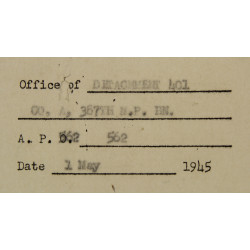 Office of DETACHMENT 401
CO, A, 387TH M.P. BN.
A. P. 562 562
Date 1 May 1945